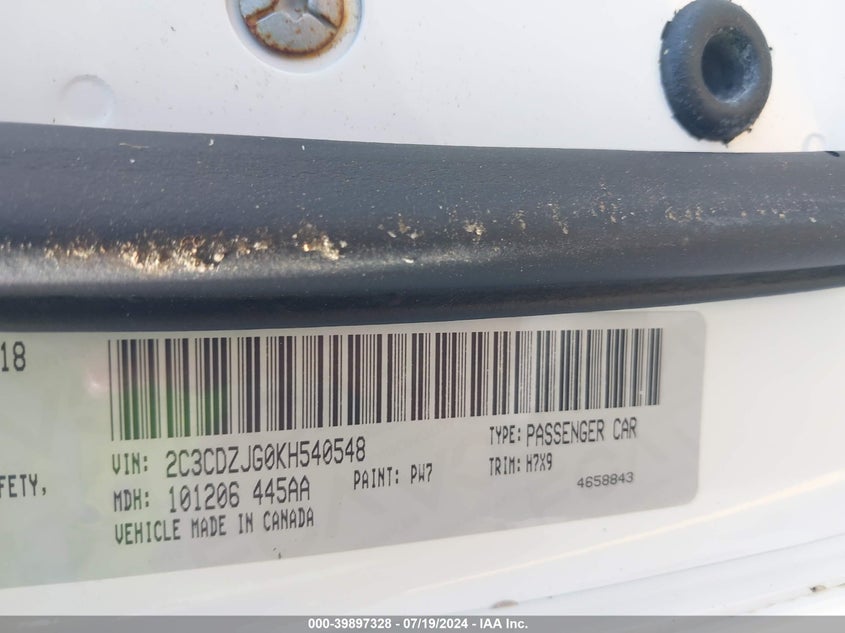 18
VIN: 2C3CDZJG0KH540548
TYPE: PASSENGER CAR
FETY,
MDH: 101206 445AA
PAINT: PW7
TRIM: H7X9
4658843
VEHICLE MADE IN CANADA
000-39897328 / 07/19/2024 - IAA Inc.